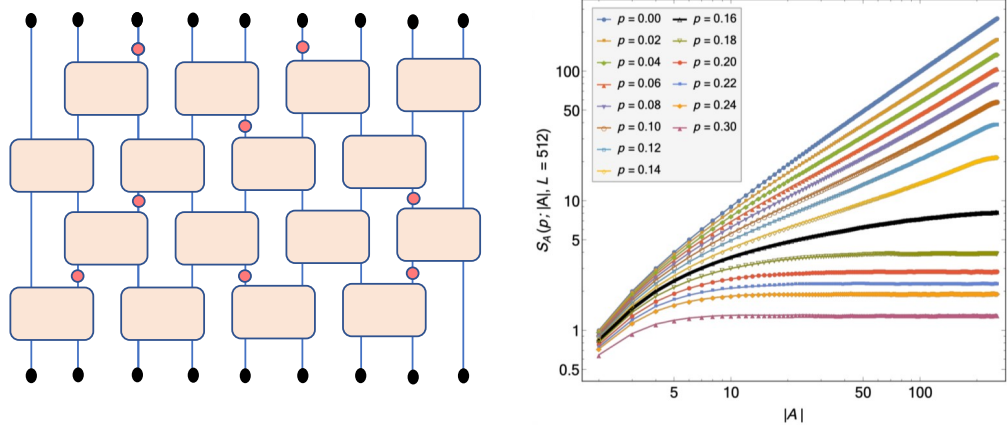 p = 0.00
p = 0.02
p = 0.04
p = 0.06
p = 0.08
p = 0.10
p = 0.12
p = 0.14
p = 0.16
p = 0.18
p = 0.20
p = 0.22
p = 0.24
p = 0.30
S_A(p; |A|, L = 512)
100
50
10
5
1
0.5
5
10
50
100
|A|